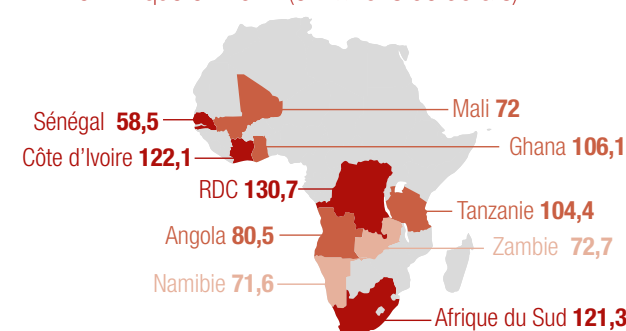 Mali 72
Sénégal 58,5
Ghana 106,1
Côte d'Ivoire 122,1
RDC 130,7
Tanzanie 104,4
Angola 80,5
Zambie 72,7
Namibie 71,6
Afrique du Sud 121,3